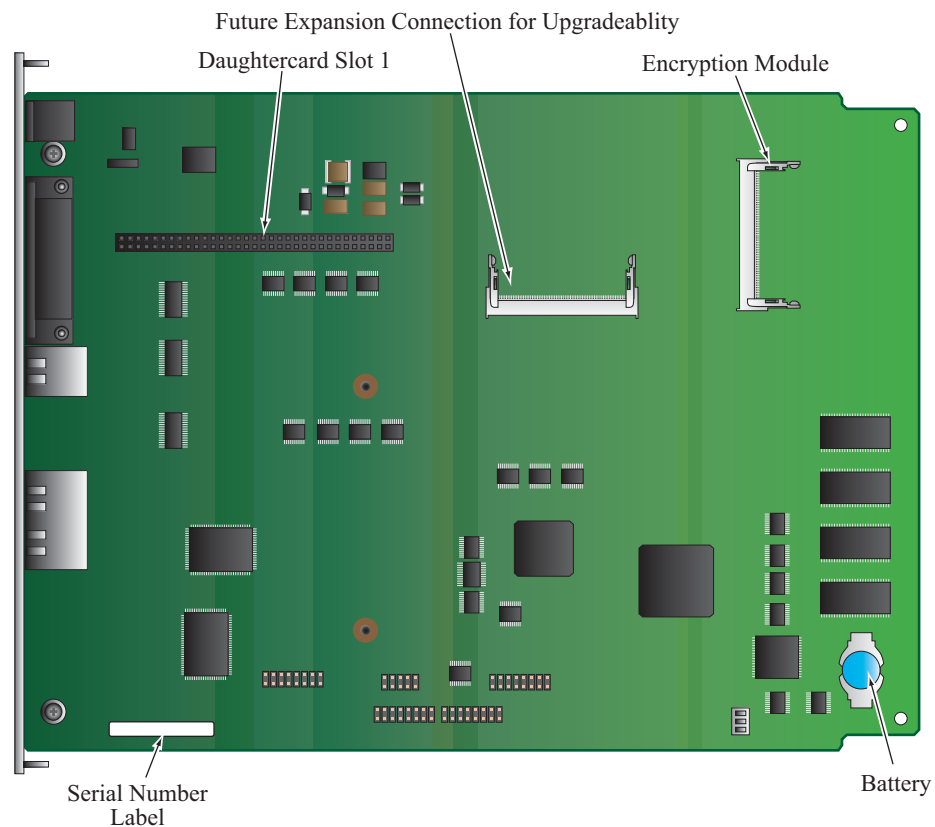 Future Expansion Connection for Upgradeablity
Daughtercard Slot 1
Encryption Module
Serial Number
Label
Battery